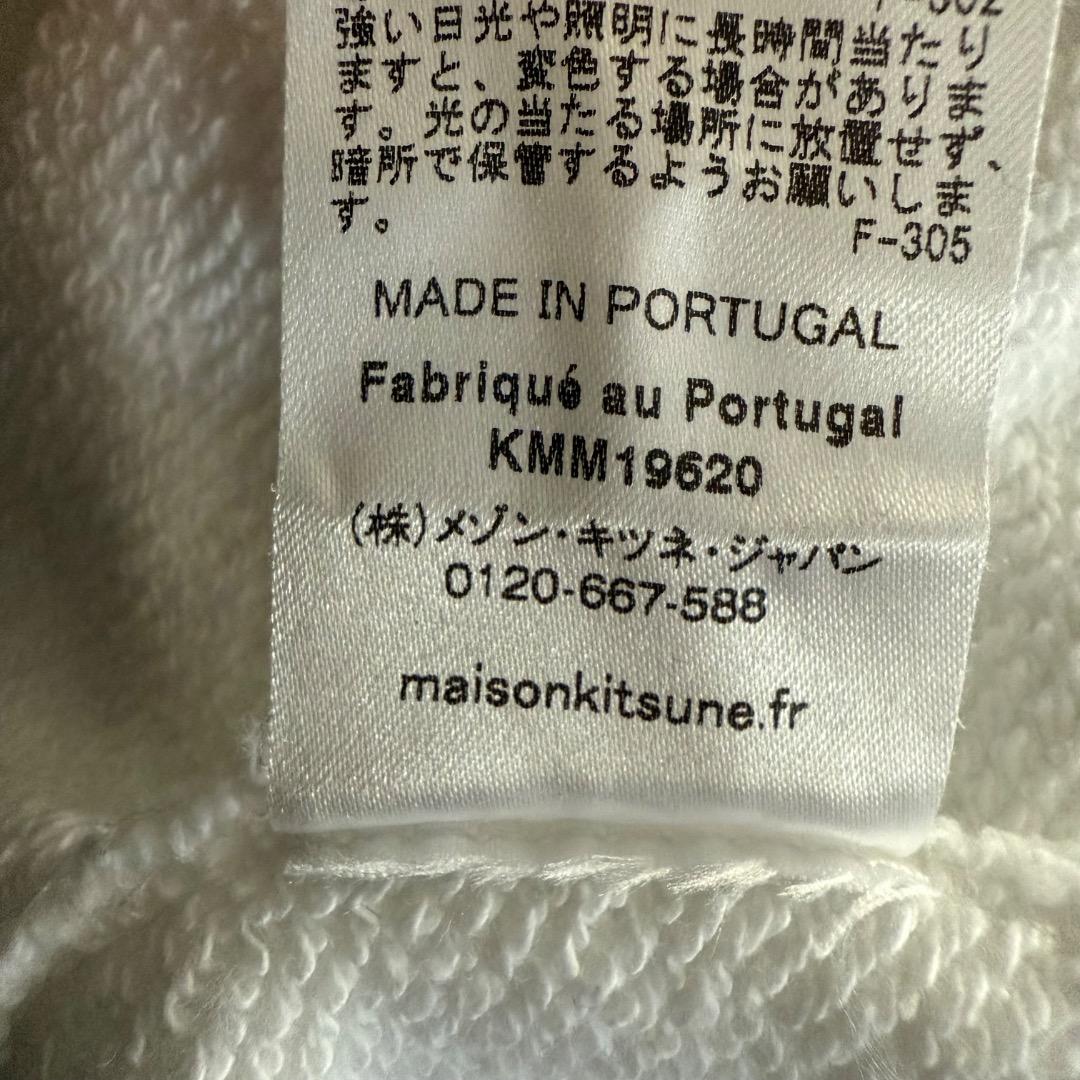 強い日光や照明に長時間当たり
ますと、変色する場合がありま
す。光の当たる場所に放置せず、
暗所で保管するようお願いしま
す。
F-305
MADE IN PORTUGAL
Fabriqué au Portugal
KMM19620
(株)メゾン・キツネ・ジャパン
0120-667-588
maisonkitsune.fr